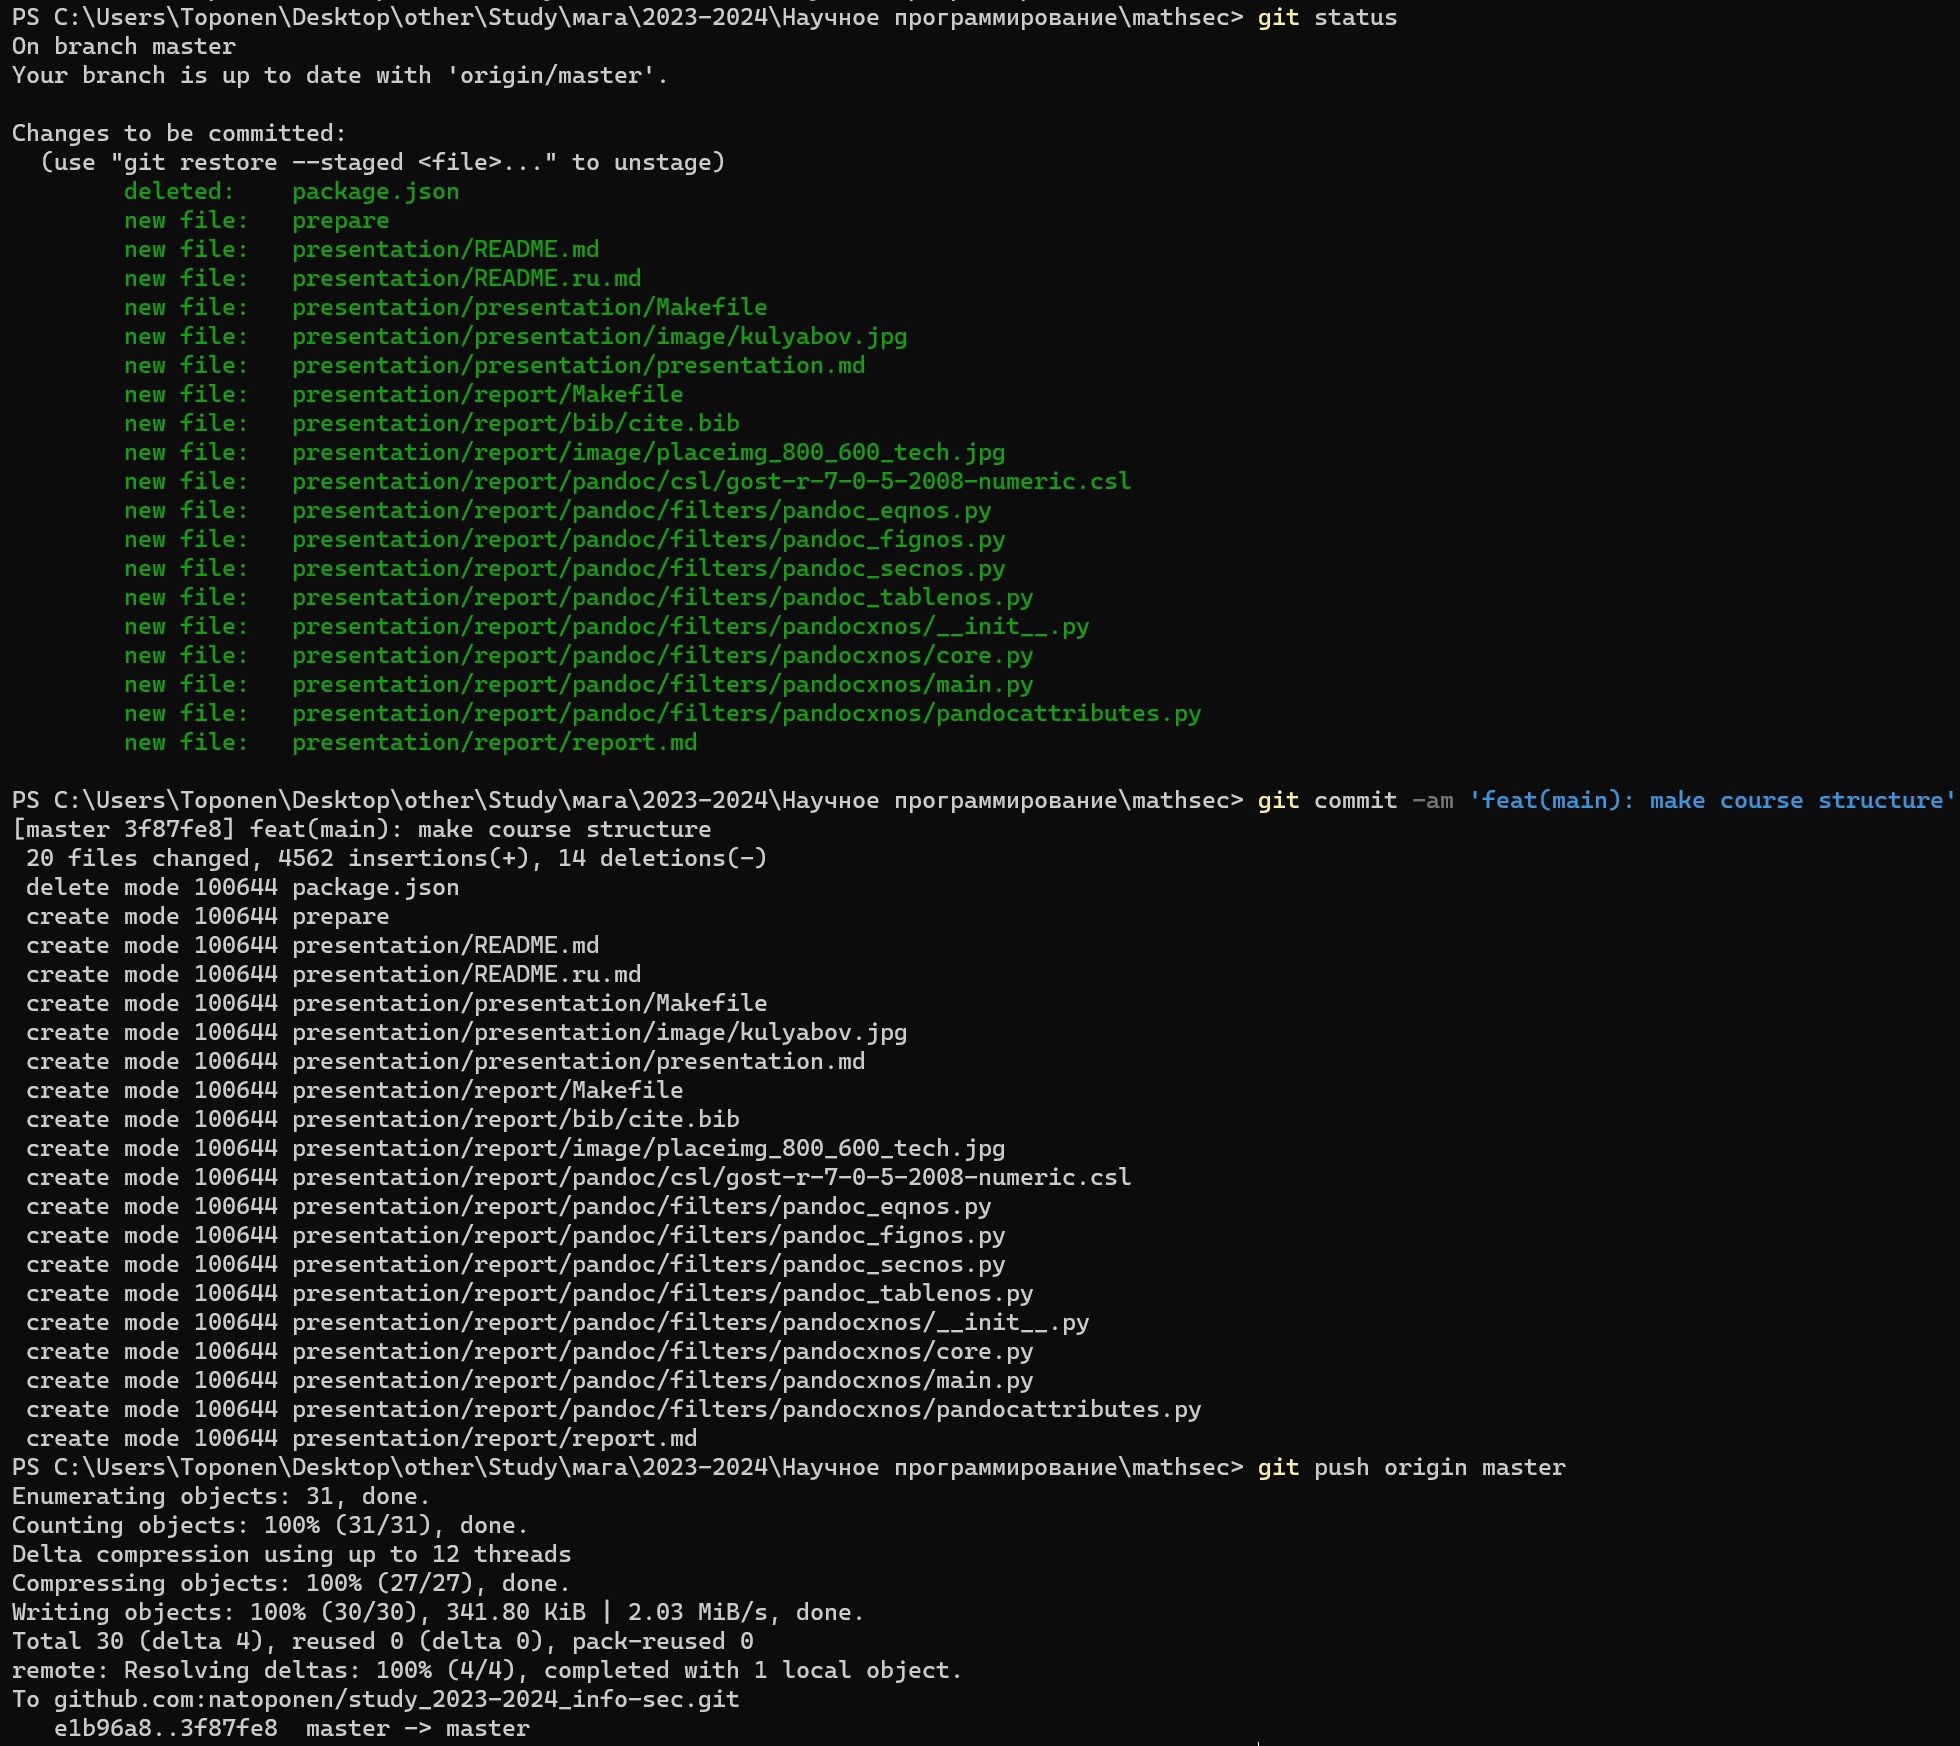 PS C:\Users\Toponen\Desktop\other\Study\мага\2023-2024\Научное программирование\mathsec> git status
On branch master
Your branch is up to date with 'origin/master'.

Changes to be committed:
  (use "git restore --staged <file>..." to unstage)
        deleted:    package.json
        new file:   prepare
        new file:   presentation/README.md
        new file:   presentation/README.ru.md
        new file:   presentation/presentation/Makefile
        new file:   presentation/presentation/image/kulyabov.jpg
        new file:   presentation/presentation/presentation.md
        new file:   presentation/report/Makefile
        new file:   presentation/report/bib/cite.bib
        new file:   presentation/report/image/placeimg_800_600_tech.jpg
        new file:   presentation/report/pandoc/csl/gost-r-7-0-5-2008-numeric.csl
        new file:   presentation/report/pandoc/filters/pandoc_eqnos.py
        new file:   presentation/report/pandoc/filters/pandoc_fignos.py
        new file:   presentation/report/pandoc/filters/pandoc_secnos.py
        new file:   presentation/report/pandoc/filters/pandoc_tablenos.py
        new file:   presentation/report/pandoc/filters/pandocxnos/__init__.py
        new file:   presentation/report/pandoc/filters/pandocxnos/core.py
        new file:   presentation/report/pandoc/filters/pandocxnos/main.py
        new file:   presentation/report/pandoc/filters/pandocxnos/pandocattributes.py
        new file:   presentation/report/report.md

PS C:\Users\Toponen\Desktop\other\Study\мага\2023-2024\Научное программирование\mathsec> git commit -am 'feat(main): make course structure'
[master 3f87fe8] feat(main): make course structure
 20 files changed, 4562 insertions(+), 14 deletions(-)
 delete mode 100644 package.json
 create mode 100644 prepare
 create mode 100644 presentation/README.md
 create mode 100644 presentation/README.ru.md
 create mode 100644 presentation/presentation/Makefile
 create mode 100644 presentation/presentation/image/kulyabov.jpg
 create mode 100644 presentation/presentation/presentation.md
 create mode 100644 presentation/report/Makefile
 create mode 100644 presentation/report/bib/cite.bib
 create mode 100644 presentation/report/image/placeimg_800_600_tech.jpg
 create mode 100644 presentation/report/pandoc/csl/gost-r-7-0-5-2008-numeric.csl
 create mode 100644 presentation/report/pandoc/filters/pandoc_eqnos.py
 create mode 100644 presentation/report/pandoc/filters/pandoc_fignos.py
 create mode 100644 presentation/report/pandoc/filters/pandoc_secnos.py
 create mode 100644 presentation/report/pandoc/filters/pandoc_tablenos.py
 create mode 100644 presentation/report/pandoc/filters/pandocxnos/__init__.py
 create mode 100644 presentation/report/pandoc/filters/pandocxnos/core.py
 create mode 100644 presentation/report/pandoc/filters/pandocxnos/main.py
 create mode 100644 presentation/report/pandoc/filters/pandocxnos/pandocattributes.py
 create mode 100644 presentation/report/report.md
PS C:\Users\Toponen\Desktop\other\Study\мага\2023-2024\Научное программирование\mathsec> git push origin master
Enumerating objects: 31, done.
Counting objects: 100% (31/31), done.
Delta compression using up to 12 threads
Compressing objects: 100% (27/27), done.
Writing objects: 100% (30/30), 341.80 KiB | 2.03 MiB/s, done.
Total 30 (delta 4), reused 0 (delta 0), pack-reused 0
remote: Resolving deltas: 100% (4/4), completed with 1 local object.
To github.com:natoponen/study_2023-2024_info-sec.git
   e1b96a8..3f87fe8  master -> master